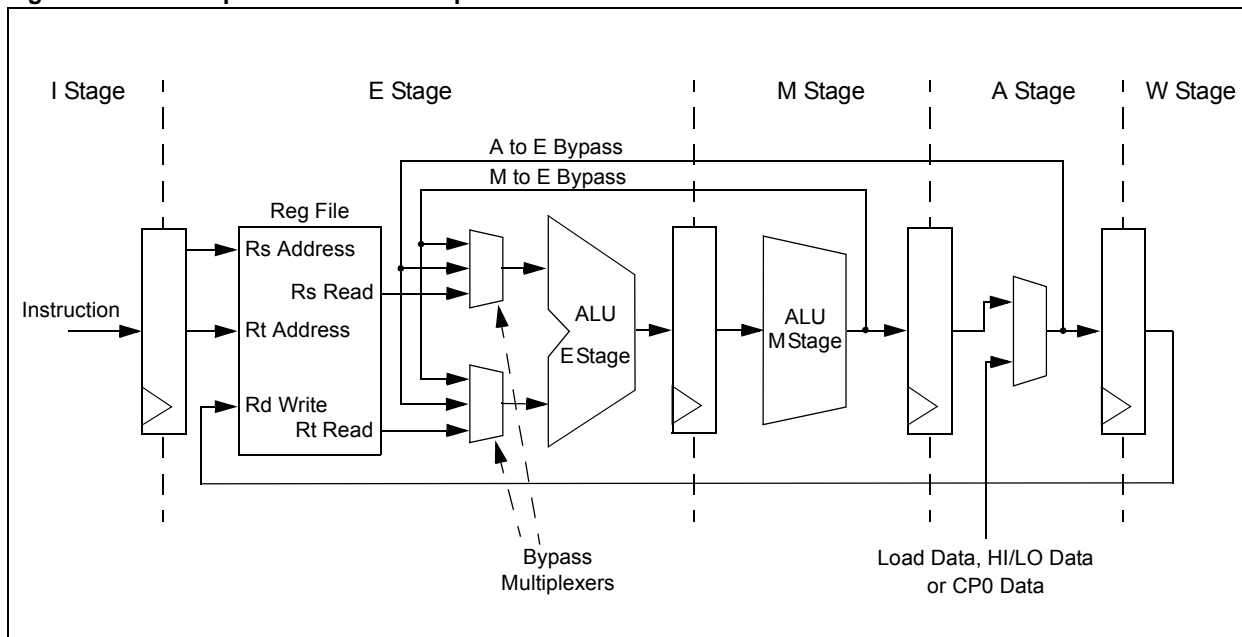 I Stage
E Stage
M Stage
A Stage
W Stage
A to E Bypass
M to E Bypass
Reg File
Rs Address
Rs Read
Instruction
Rt Address
Rd Write
Rt Read
ALU
E Stage
ALU
M Stage
Bypass
Multiplexers
Load Data, HI/LO Data
or CP0 Data